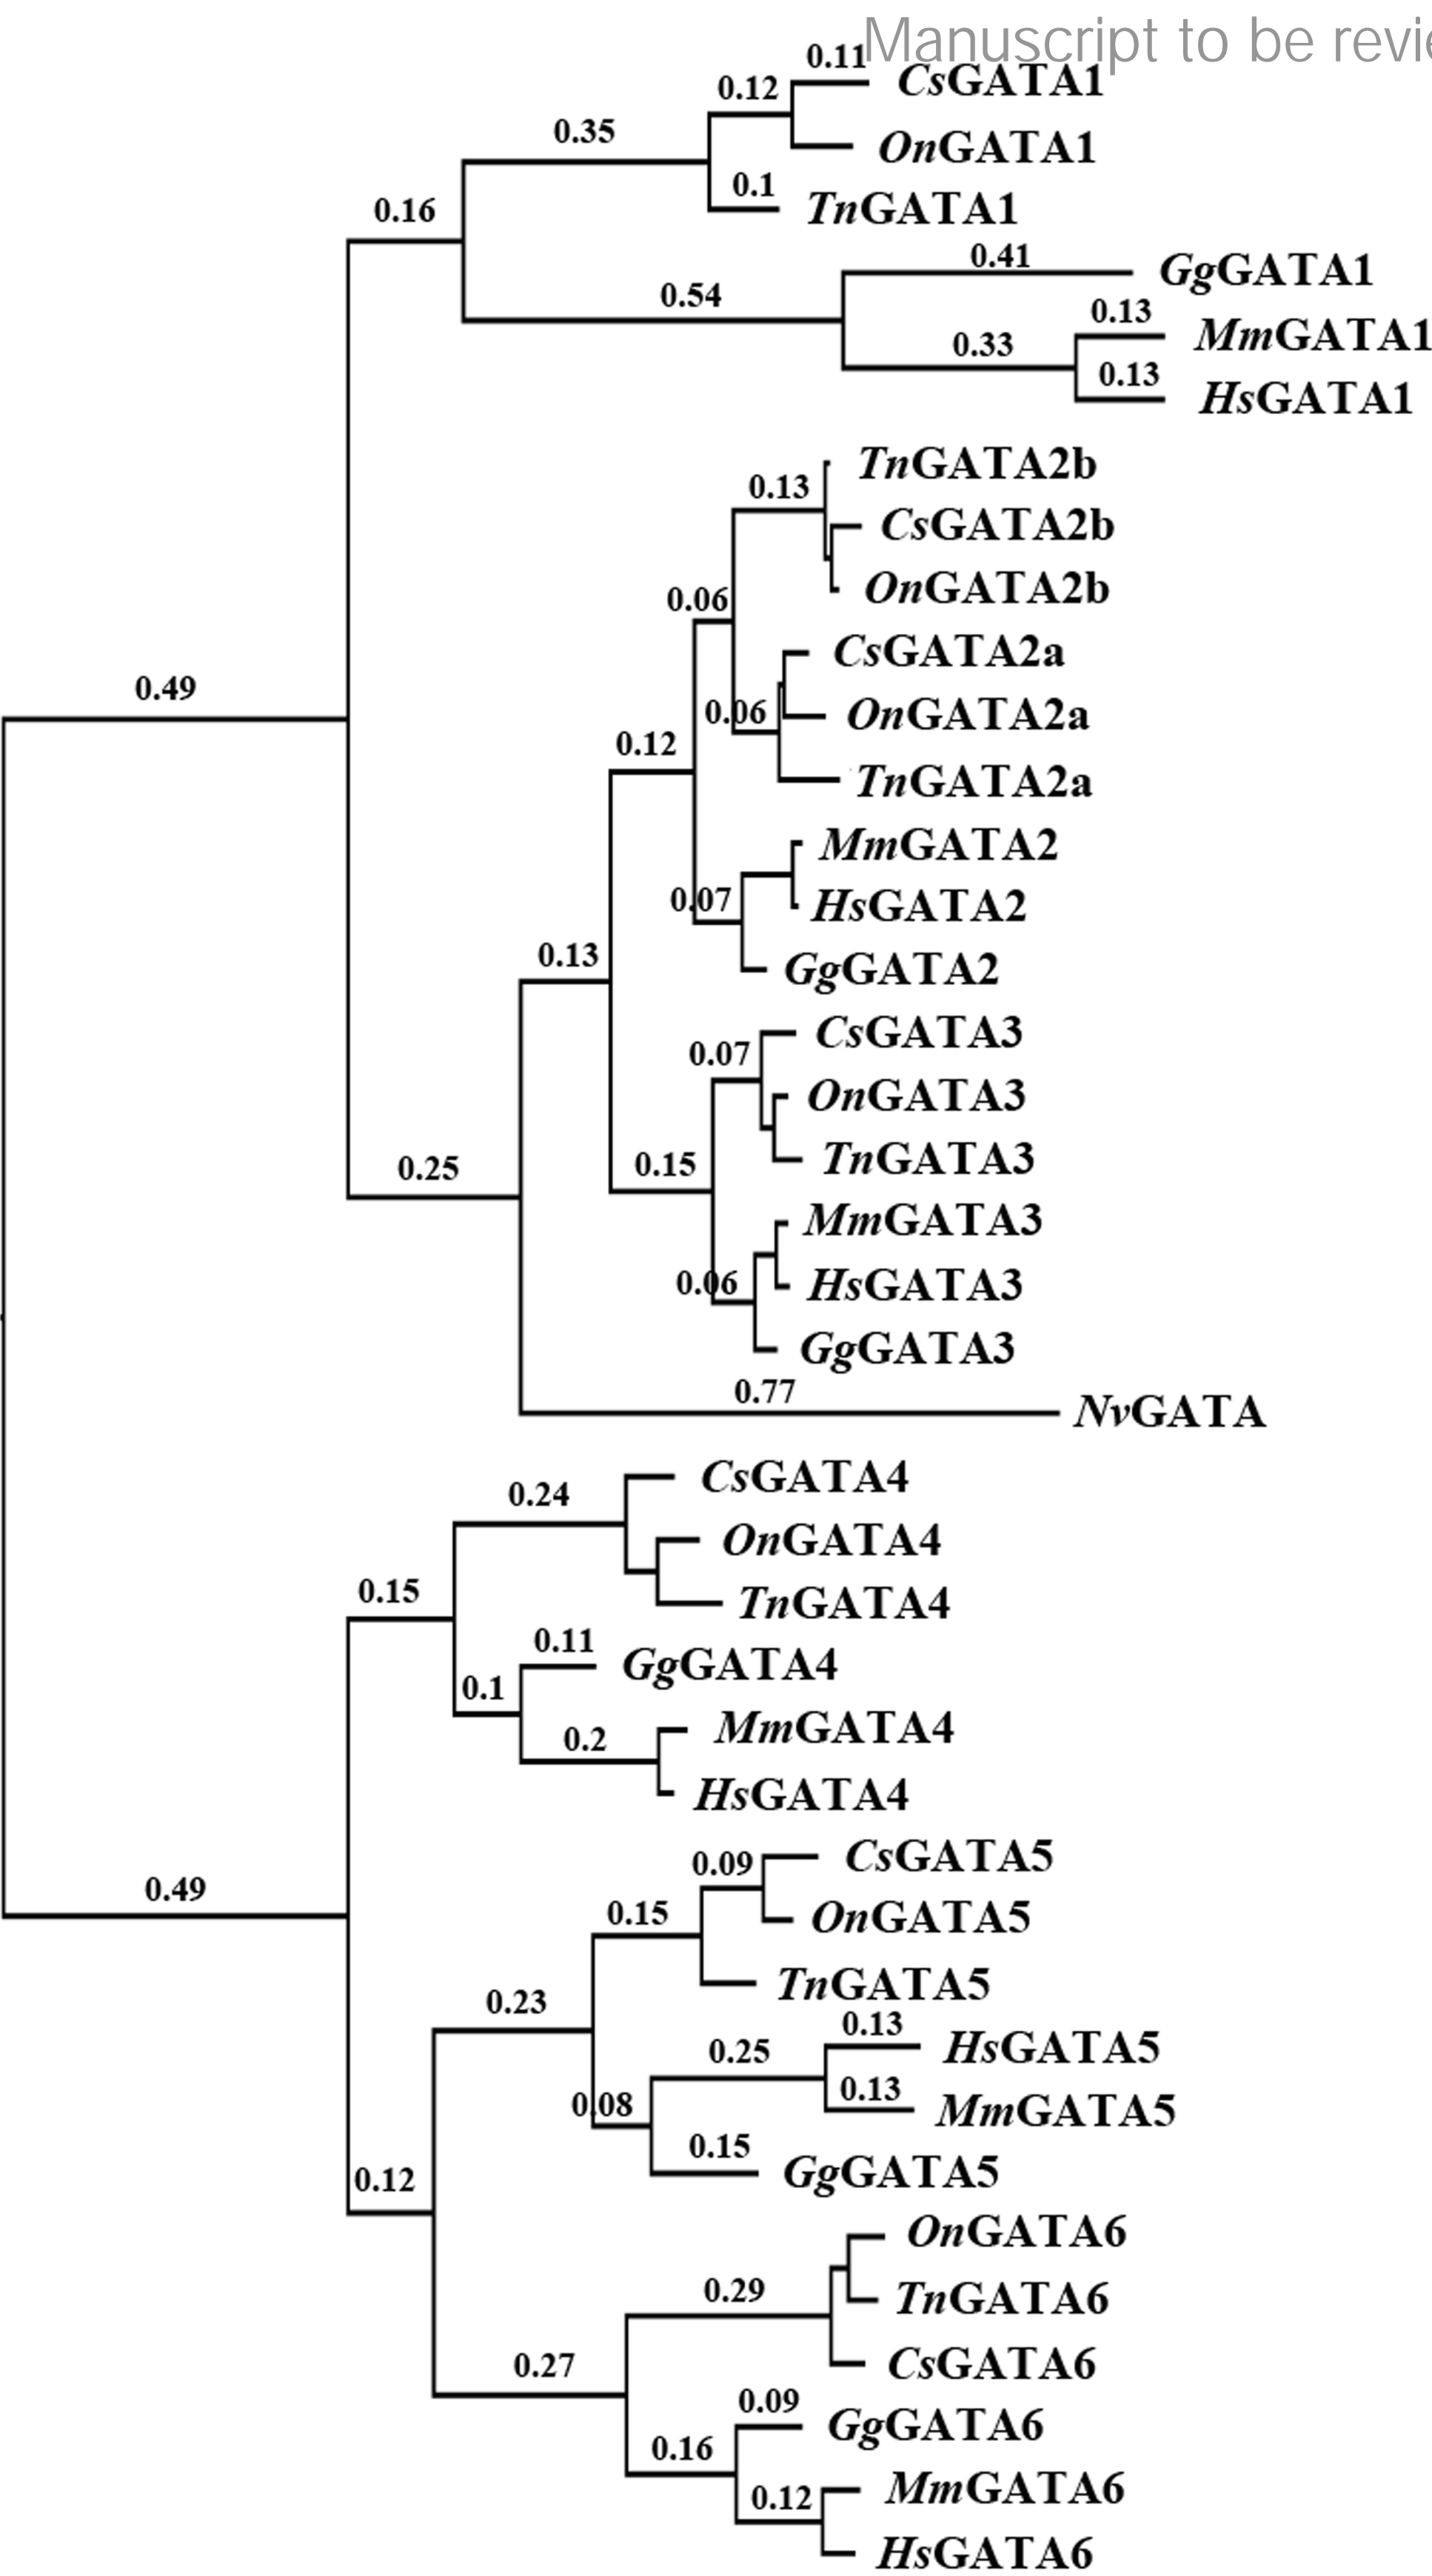 Manuscript to be revie
0.11
CsGATA1
0.12
0.35
OnGATA1
0.1
TnGATA1
0.16
0.41
GgGATA1
0.54
0.13
MmGATA1
0.33
0.13
HsGATA1
TnGATA2b
0.13
CsGATA2b
OnGATA2b
0.06
CsGATA2a
0.49
0.06
OnGATA2a
0.12
TnGATA2a
MmGATA2
0.07
HsGATA2
0.13
GgGATA2
CsGATA3
0.07
OnGATA3
0.15
TnGATA3
0.25
MmGATA3
0.06
HsGATA3
GgGATA3
0.77
NvGATA
CsGATA4
0.24
OnGATA4
0.15
TnGATA4
0.11
GgGATA4
0.1
MmGATA4
0.2
HsGATA4
0.09
CsGATA5
0.49
0.15
OnGATA5
TnGATA5
0.23
0.13
HsGATA5
0.25
0.13
MmGATA5
0.08
0.15
GgGATA5
0.12
OnGATA6
0.29
TnGATA6
0.27
CsGATA6
0.09
GgGATA6
0.16
MmGATA6
0.12
HsGATA6